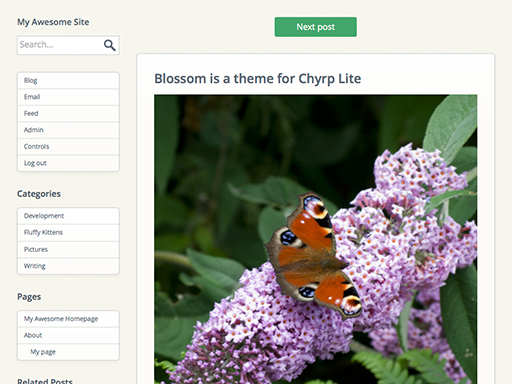 My Awesome Site
Search...
Blog
Email
Feed
Admin
Controls
Log out
Categories
Development
Fluffy Kittens
Pictures
Writing
Pages
My Awesome Homepage
About
My page
Related Posts
Next post
Blossom is a theme for Chyrp Lite